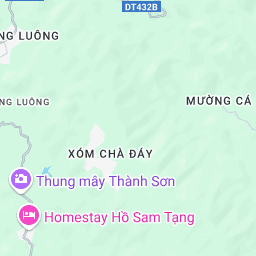 DT432B
NG LUÔNG
NG LUÔNG
MƯỜNG CÁ
XÓM CHÀ ĐÁY
Thung mây Thành Sơn
Homestay Hồ Sam Tạng